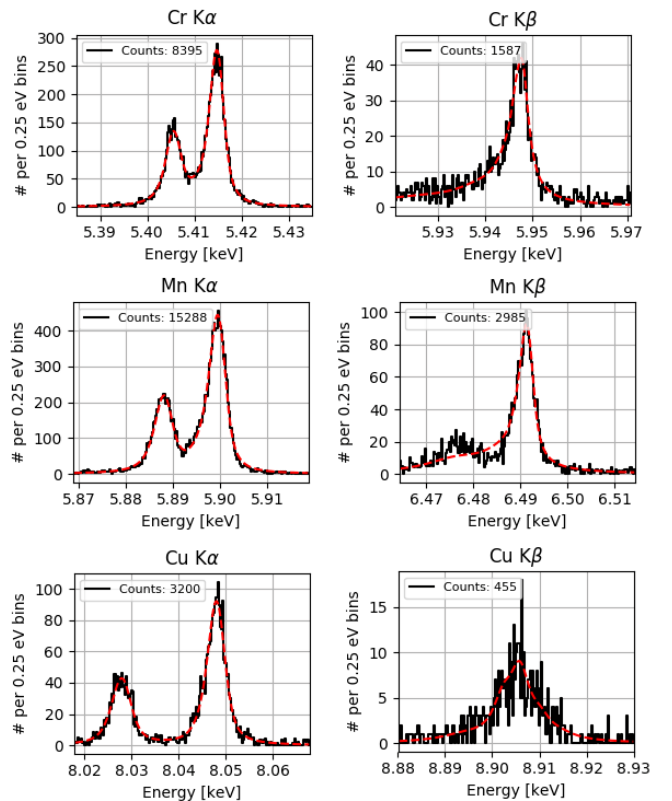 Cr Kα
Counts: 8395
# per 0.25 eV bins
300
250
200
150
100
50
0
5.39 5.40 5.41 5.42 5.43
Energy [keV]
Cr Kβ
Counts: 1587
# per 0.25 eV bins
40
30
20
10
0
5.93 5.94 5.95 5.96 5.97
Energy [keV]
Mn Kα
Counts: 15288
# per 0.25 eV bins
400
300
200
100
0
5.87 5.88 5.89 5.90 5.91
Energy [keV]
Mn Kβ
Counts: 2985
# per 0.25 eV bins
100
80
60
40
20
0
6.47 6.48 6.49 6.50 6.51
Energy [keV]
Cu Kα
Counts: 3200
# per 0.25 eV bins
100
80
60
40
20
0
8.02 8.03 8.04 8.05 8.06
Energy [keV]
Cu Kβ
Counts: 455
# per 0.25 eV bins
15
10
5
0
8.88 8.89 8.90 8.91 8.92 8.93
Energy [keV]